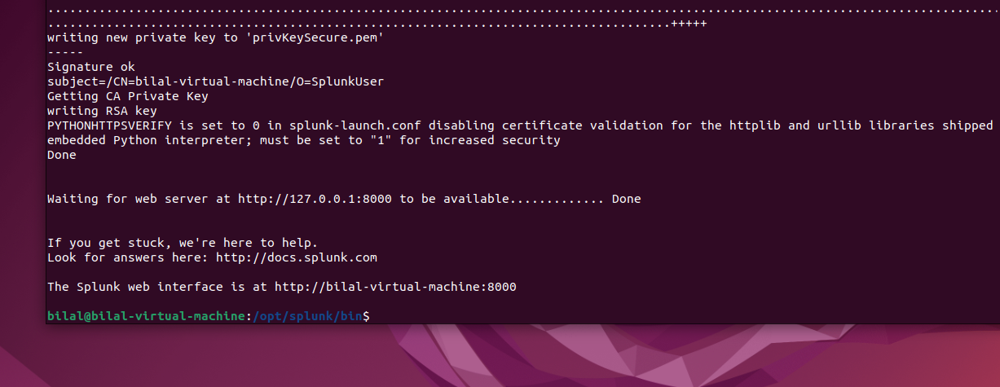 ........................................................................................................................................
.....................................................................................+++++
writing new private key to 'privKeySecure.pem'
-----
Signature ok
subject=/CN=bilal-virtual-machine/O=SplunkUser
Getting CA Private Key
writing RSA key
PYTHONHTTPSVERIFY is set to 0 in splunk-launch.conf disabling certificate validation for the httplib and urllib libraries shipped
embedded Python interpreter; must be set to "1" for increased security
Done
Waiting for web server at http://127.0.0.1:8000 to be available............. Done
If you get stuck, we're here to help.
Look for answers here: http://docs.splunk.com
The Splunk web interface is at http://bilal-virtual-machine:8000
bilal@bilal-virtual-machine:/opt/splunk/bin$